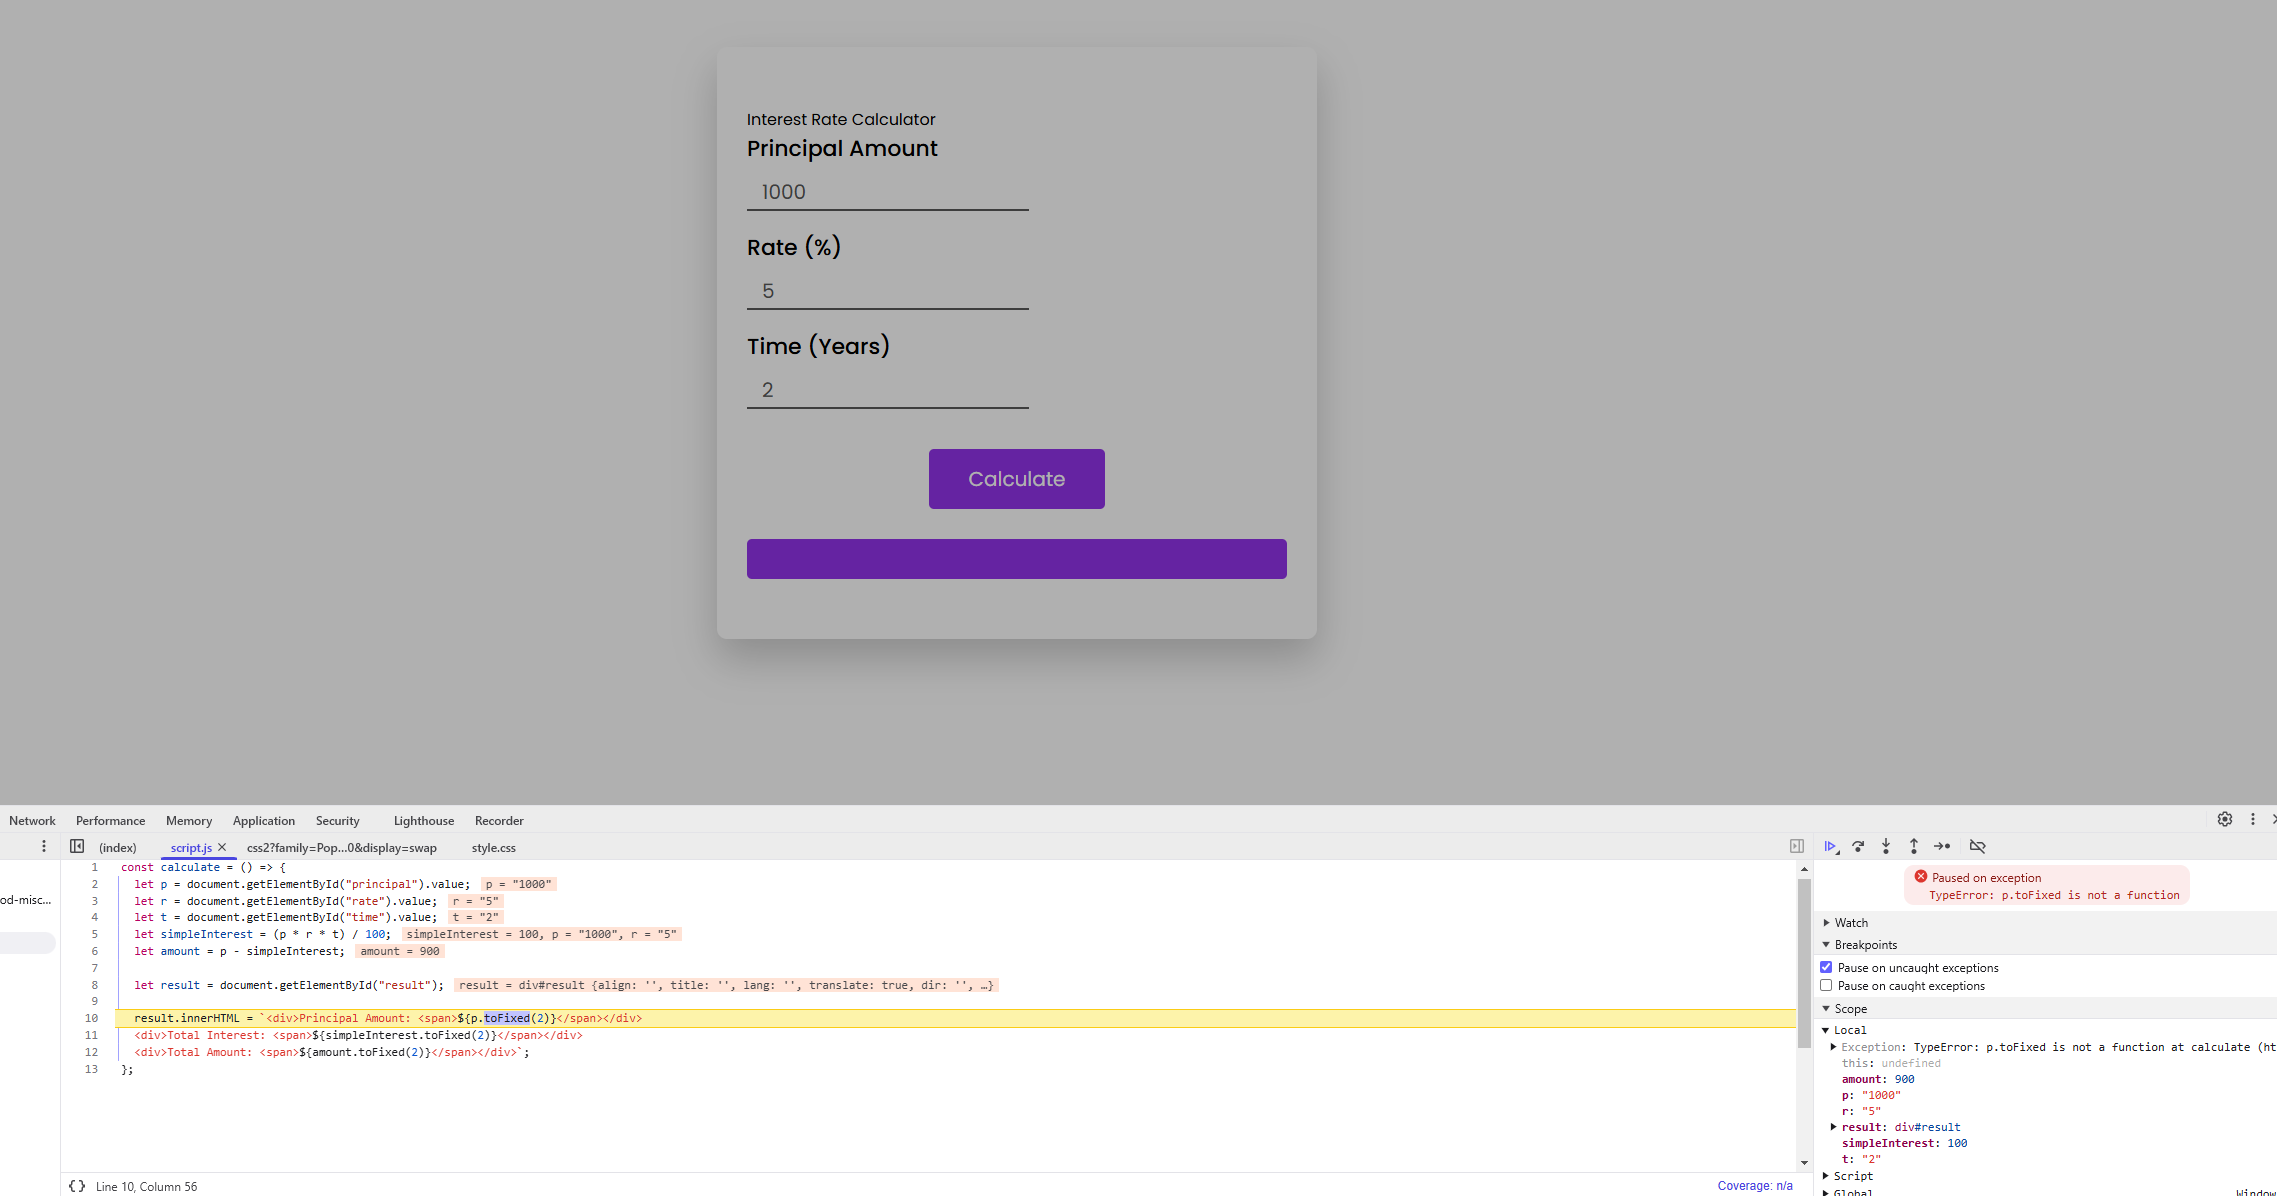 Interest Rate Calculator
Principal Amount
1000
Rate (%)
5
Time (Years)
2
Calculate
Network Performance Memory Application Security Lighthouse Recorder
(index) script.js css2?family=Pop...0&display=swap style.css
od-misc...
1 const calculate = () => {
2 let p = document.getElementById("principal").value; p = "1000"
3 let r = document.getElementById("rate").value; r = "5"
4 let t = document.getElementById("time").value; t = "2"
5 let simpleInterest = (p * r * t) / 100; simpleInterest = 100, p = "1000", r = "5"
6 let amount = p - simpleInterest; amount = 900
7
8 let result = document.getElementById("result"); result = div#result {align: '', title: '', lang: '', translate: true, dir: '', …}
9
10 result.innerHTML = `<div>Principal Amount: <span>${p.toFixed(2)}</span></div>
11 <div>Total Interest: <span>${simpleInterest.toFixed(2)}</span></div>
12 <div>Total Amount: <span>${amount.toFixed(2)}</span></div>`;
13 };
{} Line 10, Column 56
Coverage: n/a
Paused on exception
TypeError: p.toFixed is not a function
Watch
Breakpoints
Pause on uncaught exceptions
Pause on caught exceptions
Scope
Local
Exception: TypeError: p.toFixed is not a function at calculate (ht
this: undefined
amount: 900
p: "1000"
r: "5"
result: div#result
simpleInterest: 100
t: "2"
Script
Global Window